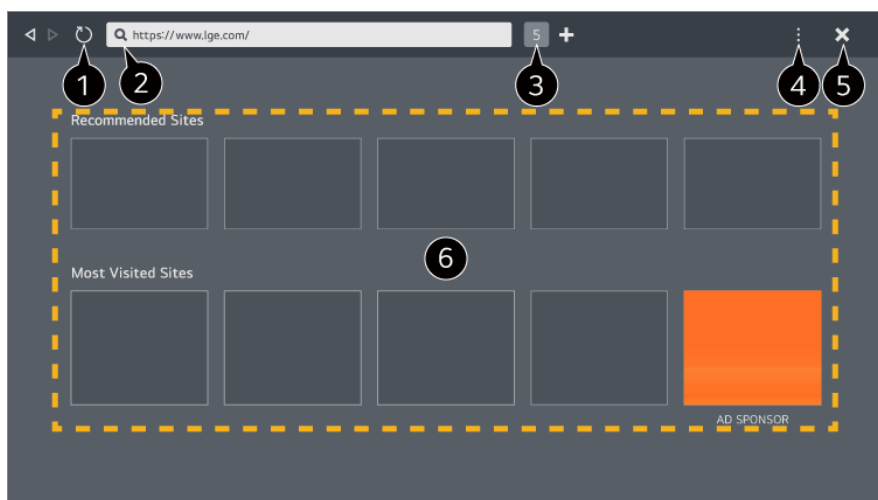 https://www.lge.com/ 5
1 2 3 4 5
Recommended Sites
6
Most Visited Sites
AD SPONSOR